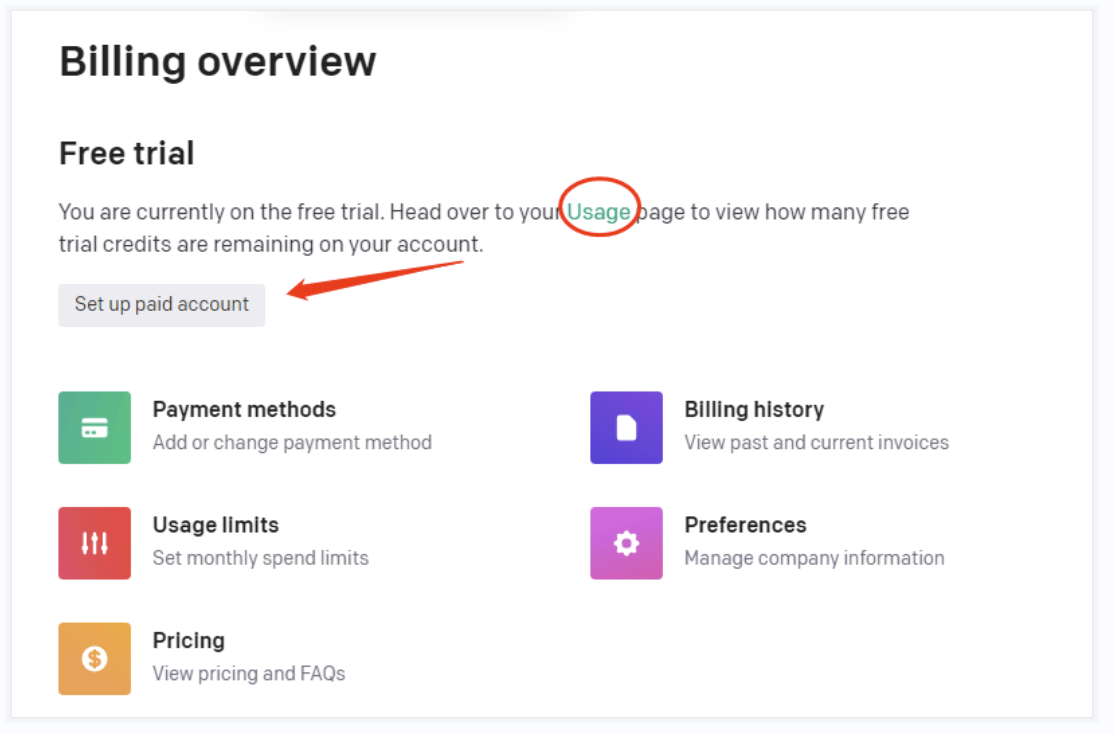 Billing overview
Free trial
You are currently on the free trial. Head over to your Usage page to view how many free
trial credits are remaining on your account.
Set up paid account
Payment methods
Add or change payment method
Billing history
View past and current invoices
Usage limits
Set monthly spend limits
Preferences
Manage company information
Pricing
View pricing and FAQs